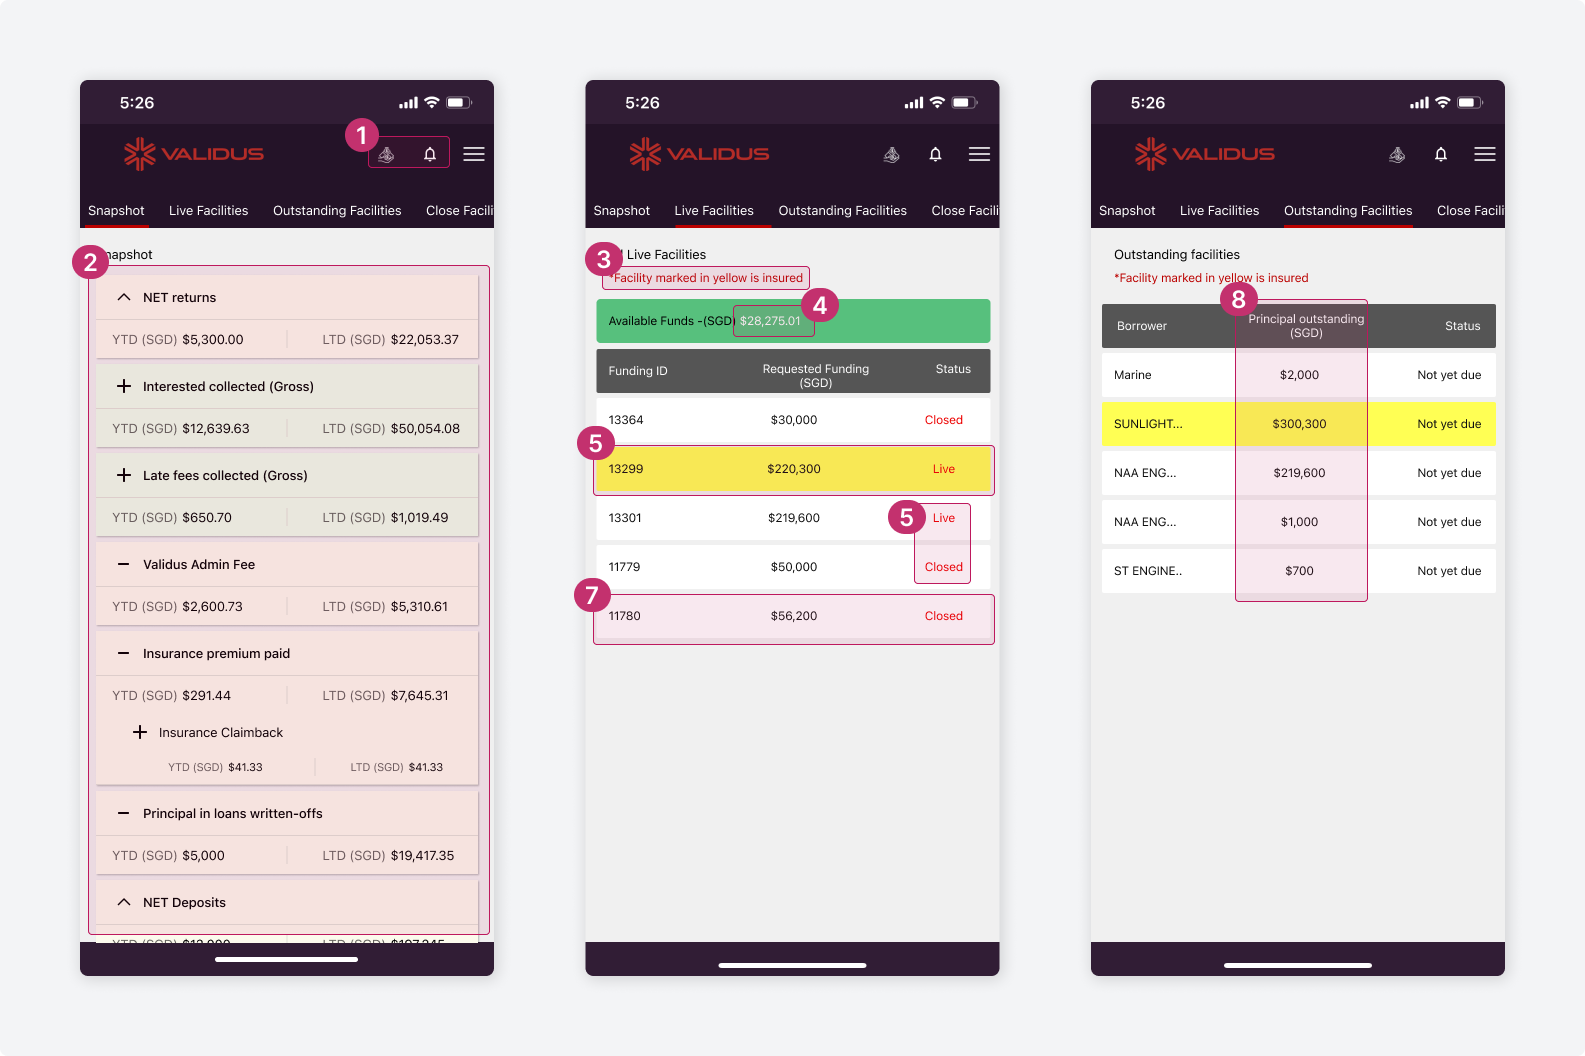 5:26
1
VALIDUS
Snapshot Live Facilities Outstanding Facilities Close Facili
2
napshot
NET returns
YTD (SGD) $5,300.00 LTD (SGD) $22,053.37
Interested collected (Gross)
YTD (SGD) $12,639.63 LTD (SGD) $50,054.08
Late fees collected (Gross)
YTD (SGD) $650.70 LTD (SGD) $1,019.49
Validus Admin Fee
YTD (SGD) $2,600.73 LTD (SGD) $5,310.61
Insurance premium paid
YTD (SGD) $291.44 LTD (SGD) $7,645.31
Insurance Claimback
YTD (SGD) $41.33 LTD (SGD) $41.33
Principal in loans written-offs
YTD (SGD) $5,000 LTD (SGD) $19,417.35
NET Deposits
YTD (SGD) LTD (SGD)
5:26
VALIDUS
Snapshot Live Facilities Outstanding Facilities Close Facili
3
Live Facilities
*Facility marked in yellow is insured
4
Available Funds -(SGD) $28,275.01
Funding ID Requested Funding (SGD) Status
13364 $30,000 Closed
5
13299 $220,300 Live
5
13301 $219,600 Live
11779 $50,000 Closed
7
11780 $56,200 Closed
5:26
VALIDUS
Snapshot Live Facilities Outstanding Facilities Close Facili
Outstanding facilities
*Facility marked in yellow is insured
8
Borrower Principal outstanding (SGD) Status
Marine $2,000 Not yet due
SUNLIGHT... $300,300 Not yet due
NAA ENG... $219,600 Not yet due
NAA ENG... $1,000 Not yet due
ST ENGINE.. $700 Not yet due